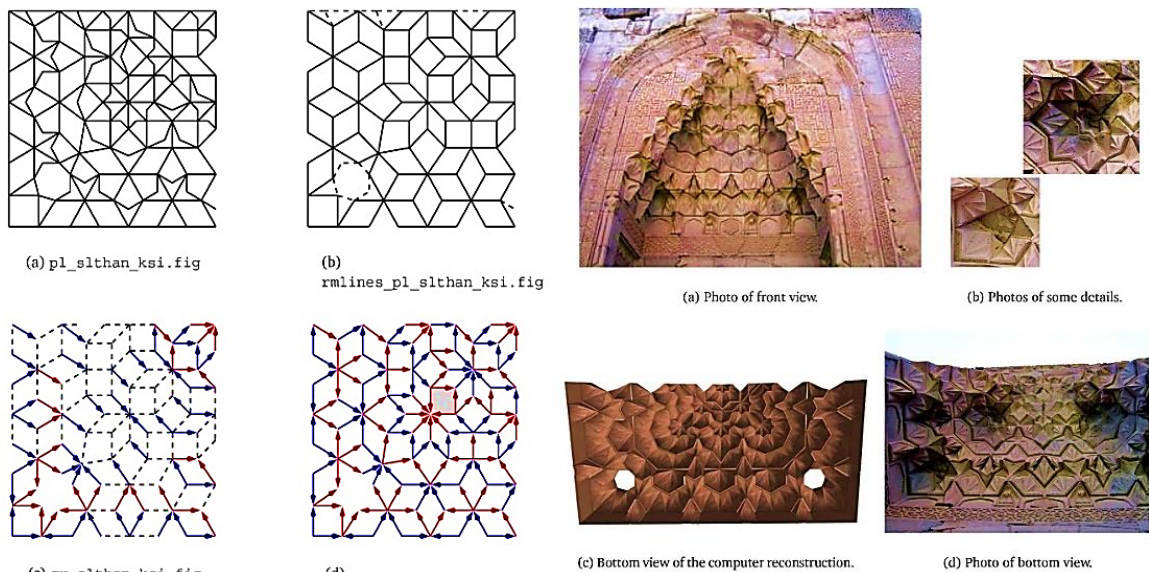 (a) pl_slthan_ksi.fig
(b)
rmlines_pl_slthan_ksi.fig
(a) Photo of front view.
(b) Photos of some details.
(d)
(c) Bottom view of the computer reconstruction.
(d) Photo of bottom view.